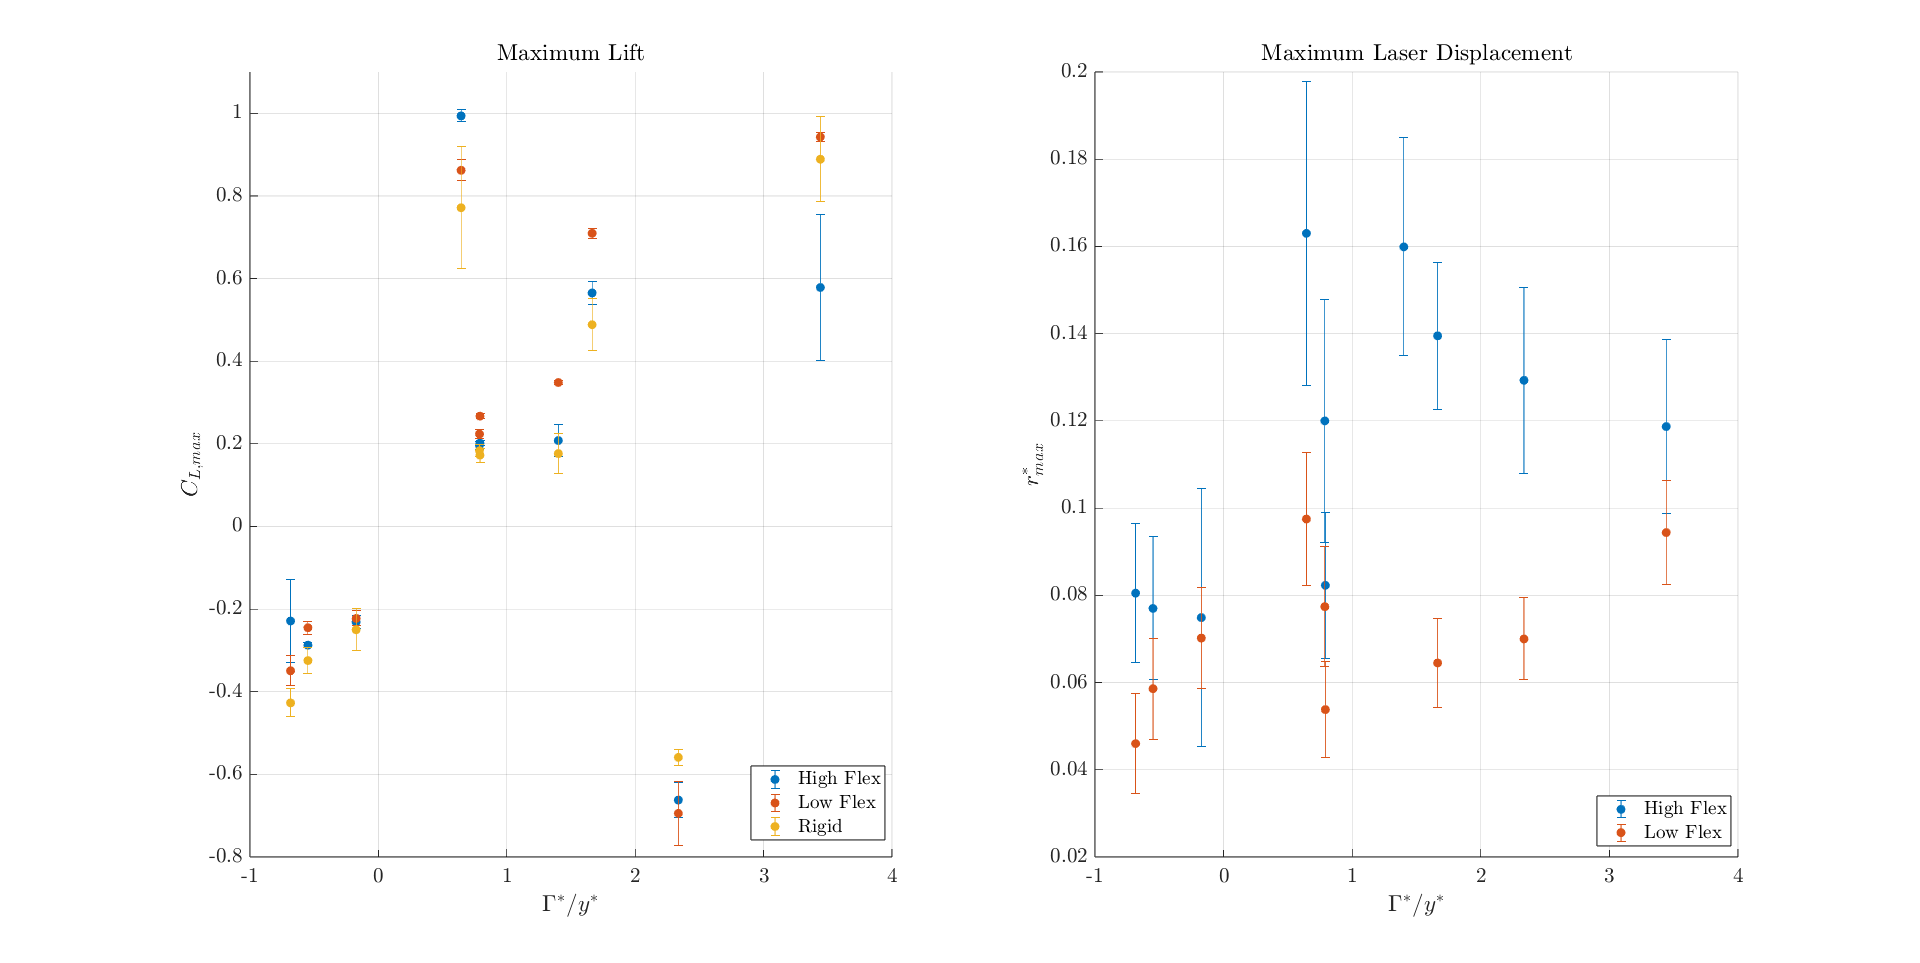 Maximum Lift
1
0.8
0.6
0.4
0.2
0
-0.2
-0.4
-0.6
-0.8
C_{L,max}
-1 0 1 2 3 4
Γ*/y*
High Flex
Low Flex
Rigid
Maximum Laser Displacement
0.2
0.18
0.16
0.14
0.12
0.1
0.08
0.06
0.04
0.02
r*_{max}
-1 0 1 2 3 4
Γ*/y*
High Flex
Low Flex